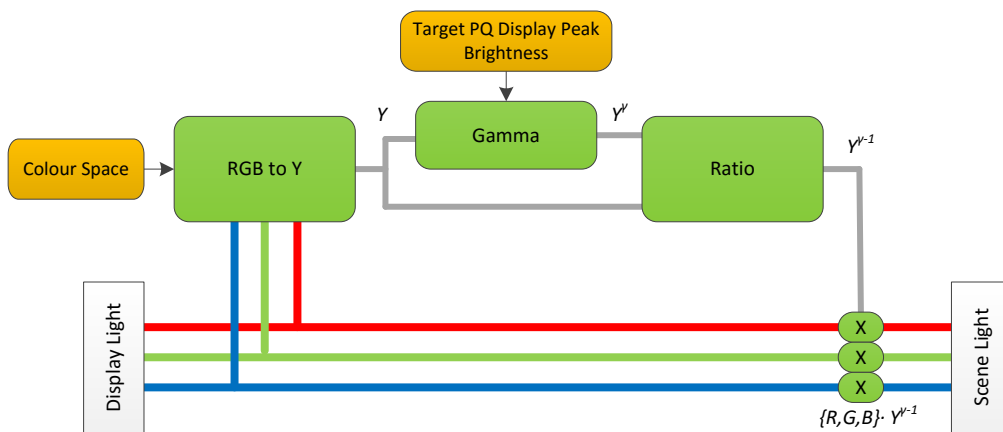 Target PQ Display Peak
Brightness
Y
Gamma
Y^γ
Colour Space
RGB to Y
Ratio
Y^γ-1
Display Light
X
X
X
Scene Light
{R,G,B}· Y^γ-1